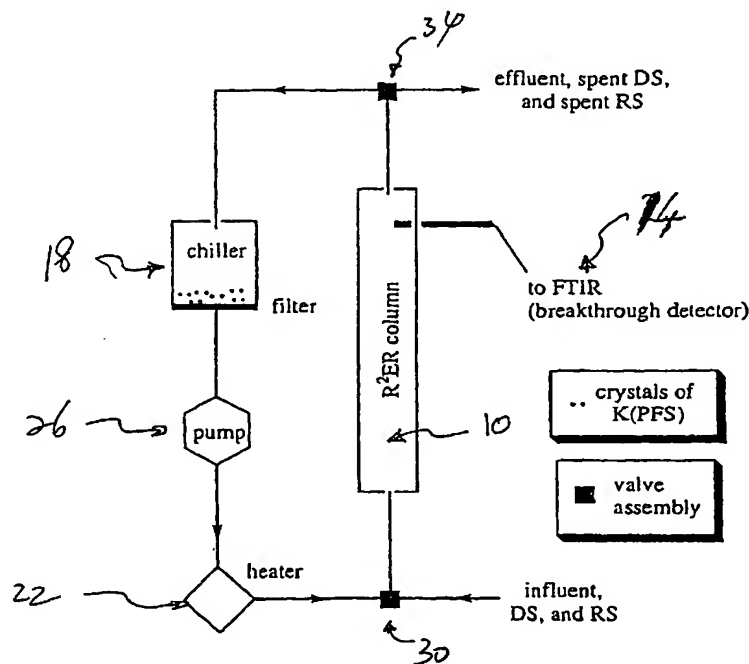 34
effluent, spent DS,
and spent RS
18
chiller
filter
R²ER column
14
to FTIR
(breakthrough detector)
26
pump
10
crystals of
K(PFS)
valve
assembly
22
heater
influent,
DS, and RS
30